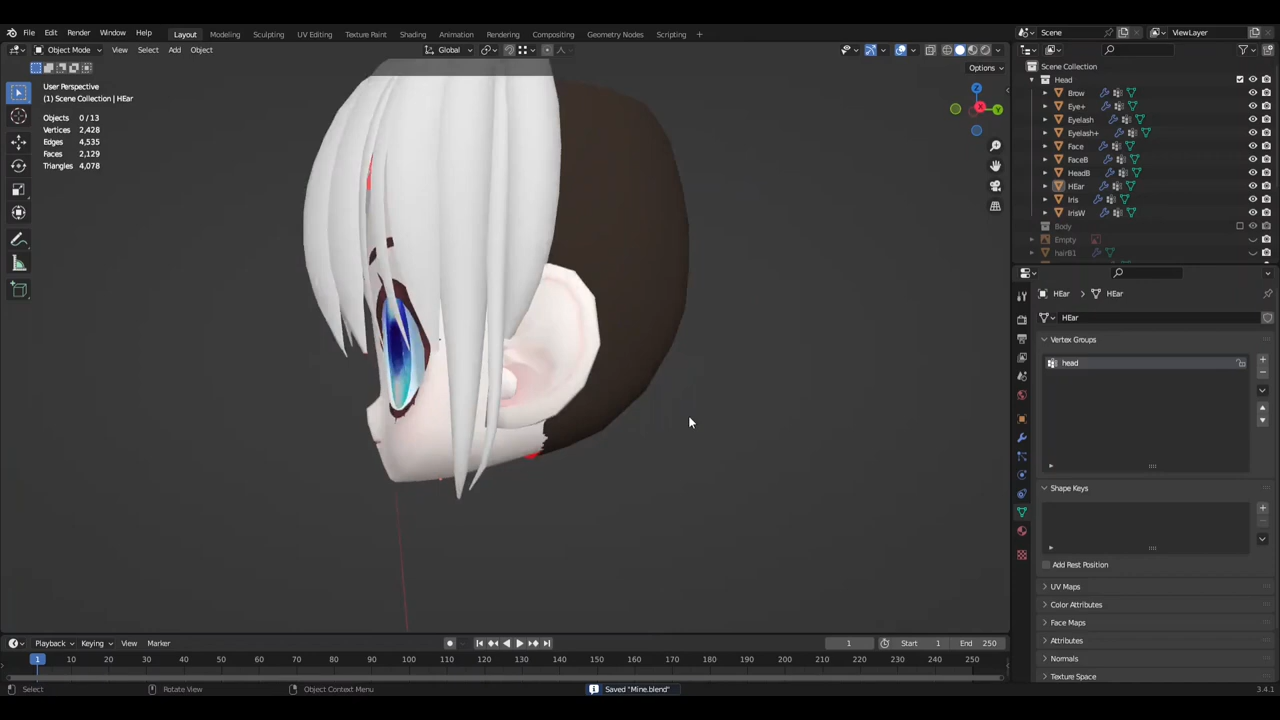 File Edit Render Window Help
Layout Modeling Sculpting UV Editing Texture Paint Shading Animation Rendering Compositing Geometry Nodes Scripting
Scene ViewLayer
Object Mode View Select Add Object
Global
Options
User Perspective
(1) Scene Collection | HEar
Objects 0/13
Vertices 2,428
Edges 4,535
Faces 2,129
Triangles 4,078
Z
Y
Scene Collection
Head
Brow
Eye+
Eyelash
Eyelash+
Face
FaceB
HeadB
HEar
Iris
IrisW
Body
Empty
hairB1
HEar > HEar
HEar
Vertex Groups
head
Shape Keys
Add Rest Position
UV Maps
Color Attributes
Face Maps
Attributes
Normals
Texture Space
Playback Keying View Marker
1 Start 1 End 250
1 10 20 30 40 50 60 70 80 90 100 110 120 130 140 150 160 170 180 190 200 210 220 230 240 250
Select Rotate View Object Context Menu Saved "Mine.blend" 3.4.1